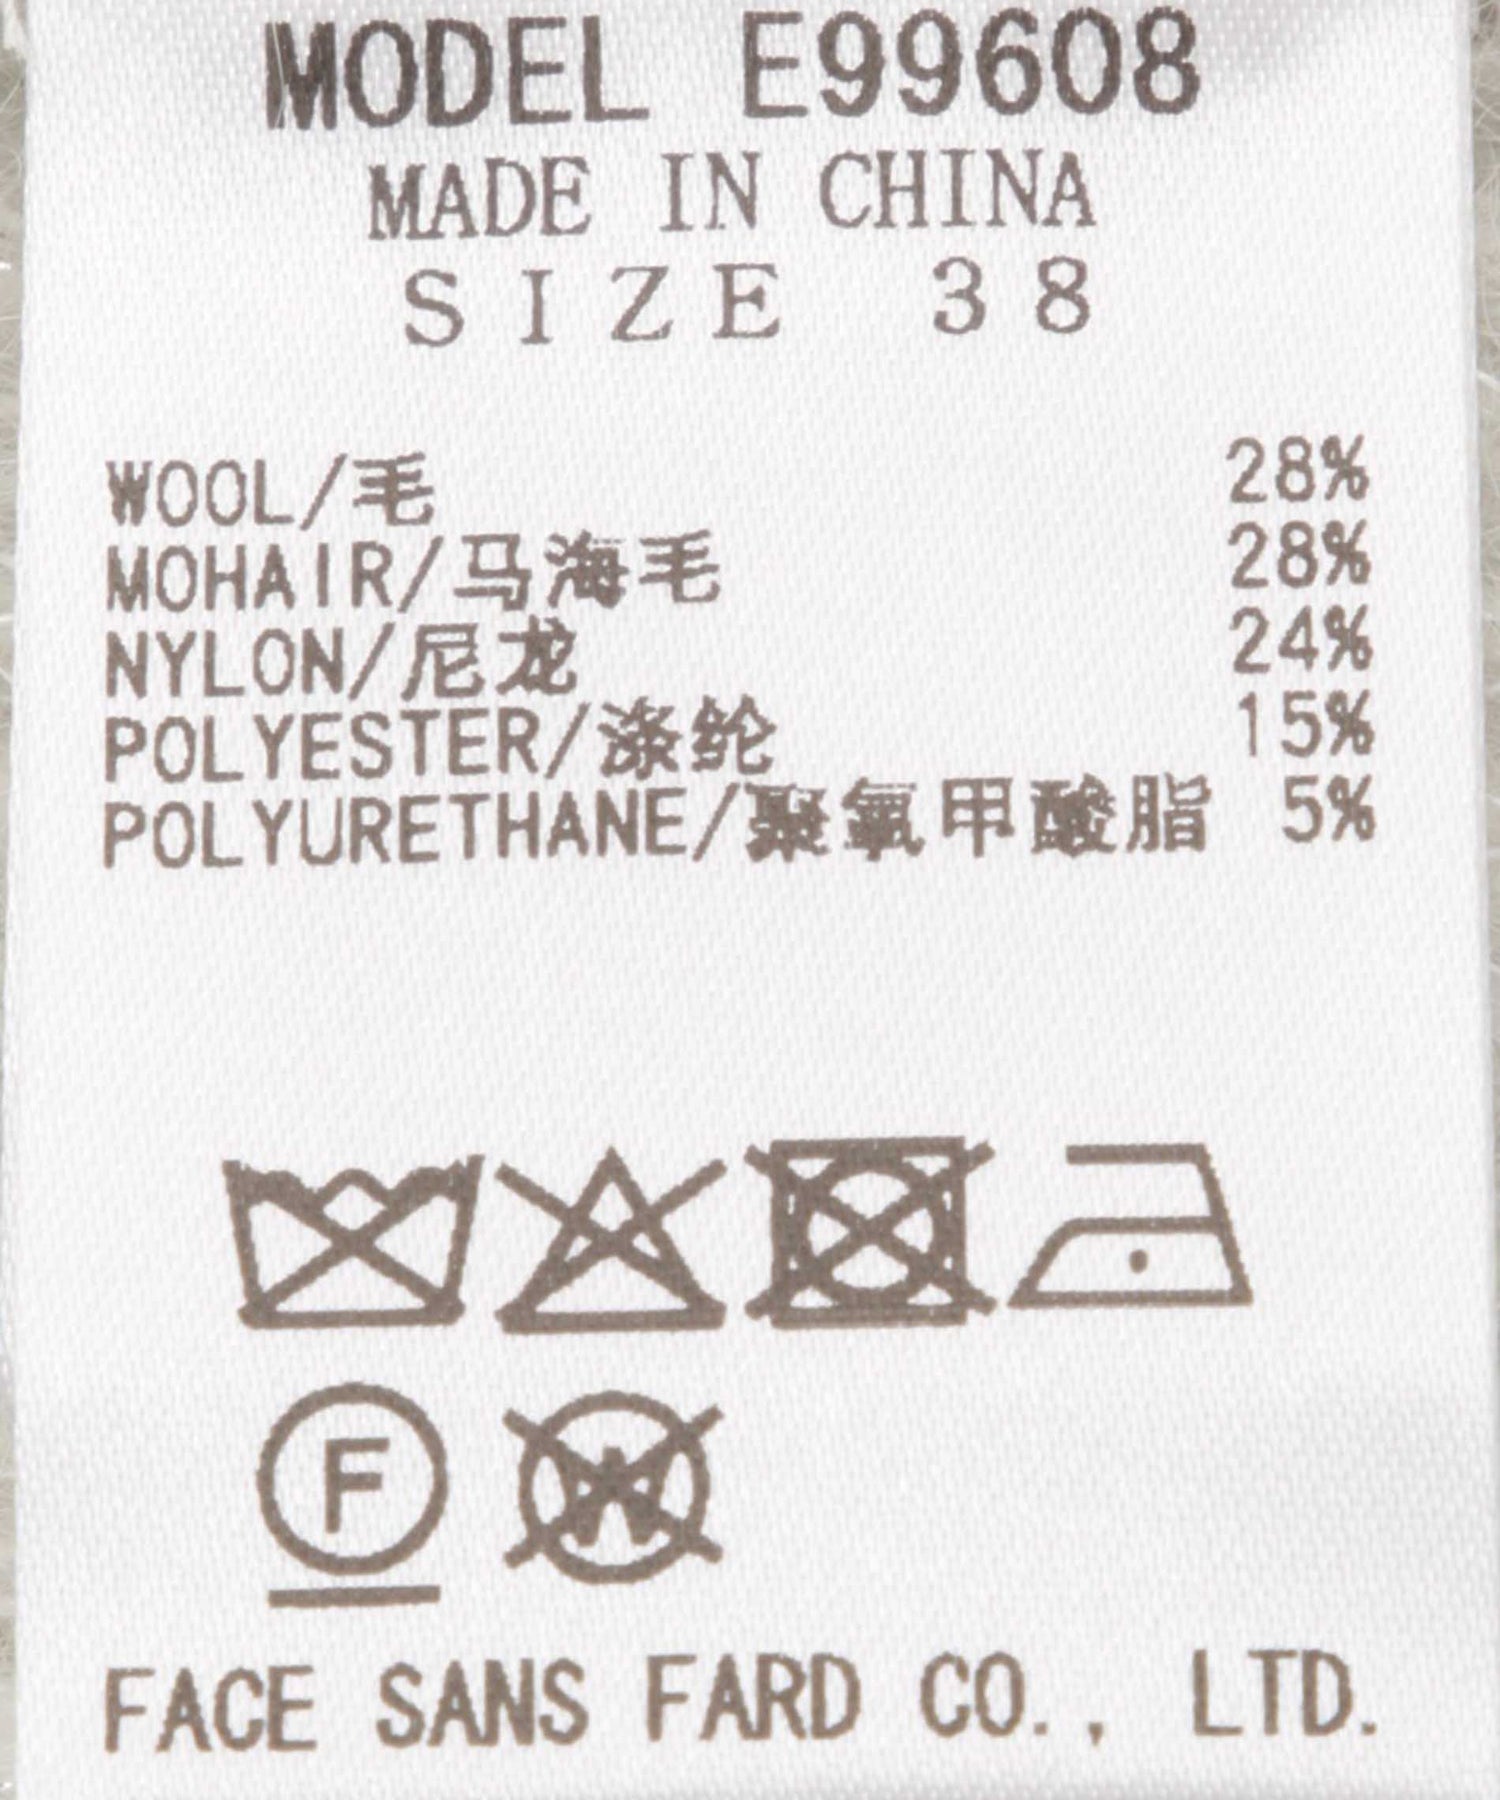 MODEL E99608
MADE IN CHINA
SIZE 38
WOOL/毛 28%
MOHAIR/马海毛 28%
NYLON/尼龙 24%
POLYESTER/涤纶 15%
POLYURETHANE/聚氨甲酸脂 5%
F
W
FACE SANS FARD CO., LTD.